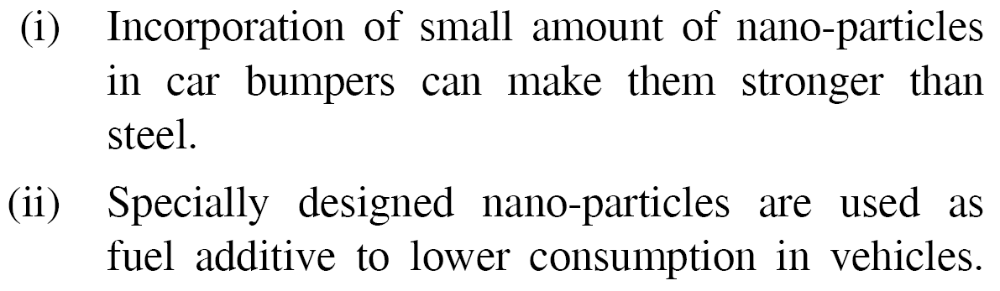 (i) Incorporation of small amount of nano-particles
in car bumpers can make them stronger than
steel.
(ii) Specially designed nano-particles are used as
fuel additive to lower consumption in vehicles.